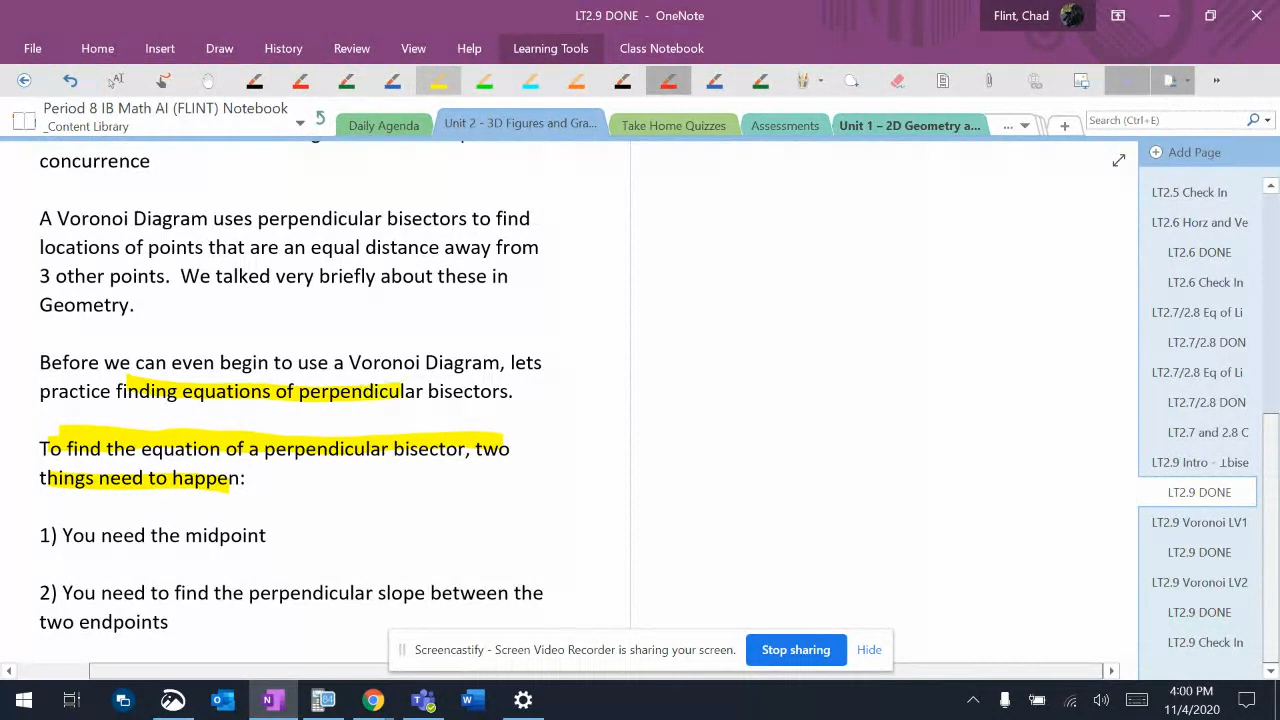 LT2.9 DONE - OneNote
Flint, Chad
File Home Insert Draw History Review View Help Learning Tools Class Notebook
Period 8 IB Math AI (FLINT) Notebook
_Content Library
Daily Agenda
Unit 2 - 3D Figures and Gra...
Take Home Quizzes
Assessments
Unit 1 – 2D Geometry a...
...
Search (Ctrl+E)
concurrence
A Voronoi Diagram uses perpendicular bisectors to find
locations of points that are an equal distance away from
3 other points.  We talked very briefly about these in
Geometry.
Before we can even begin to use a Voronoi Diagram, lets
practice finding equations of perpendicular bisectors.
To find the equation of a perpendicular bisector, two
things need to happen:
1) You need the midpoint
2) You need to find the perpendicular slope between the
two endpoints
Add Page
LT2.5 Check In
LT2.6 Horz and Ve
LT2.6 DONE
LT2.6 Check In
LT2.7/2.8 Eq of Li
LT2.7/2.8 DON
LT2.7/2.8 Eq of Li
LT2.7/2.8 DON
LT2.7 and 2.8 C
LT2.9 Intro - ⊥bise
LT2.9 DONE
LT2.9 Voronoi LV1
LT2.9 DONE
LT2.9 Voronoi LV2
LT2.9 DONE
LT2.9 Check In
Screencastify - Screen Video Recorder is sharing your screen.
Stop sharing
Hide
4:00 PM
11/4/2020